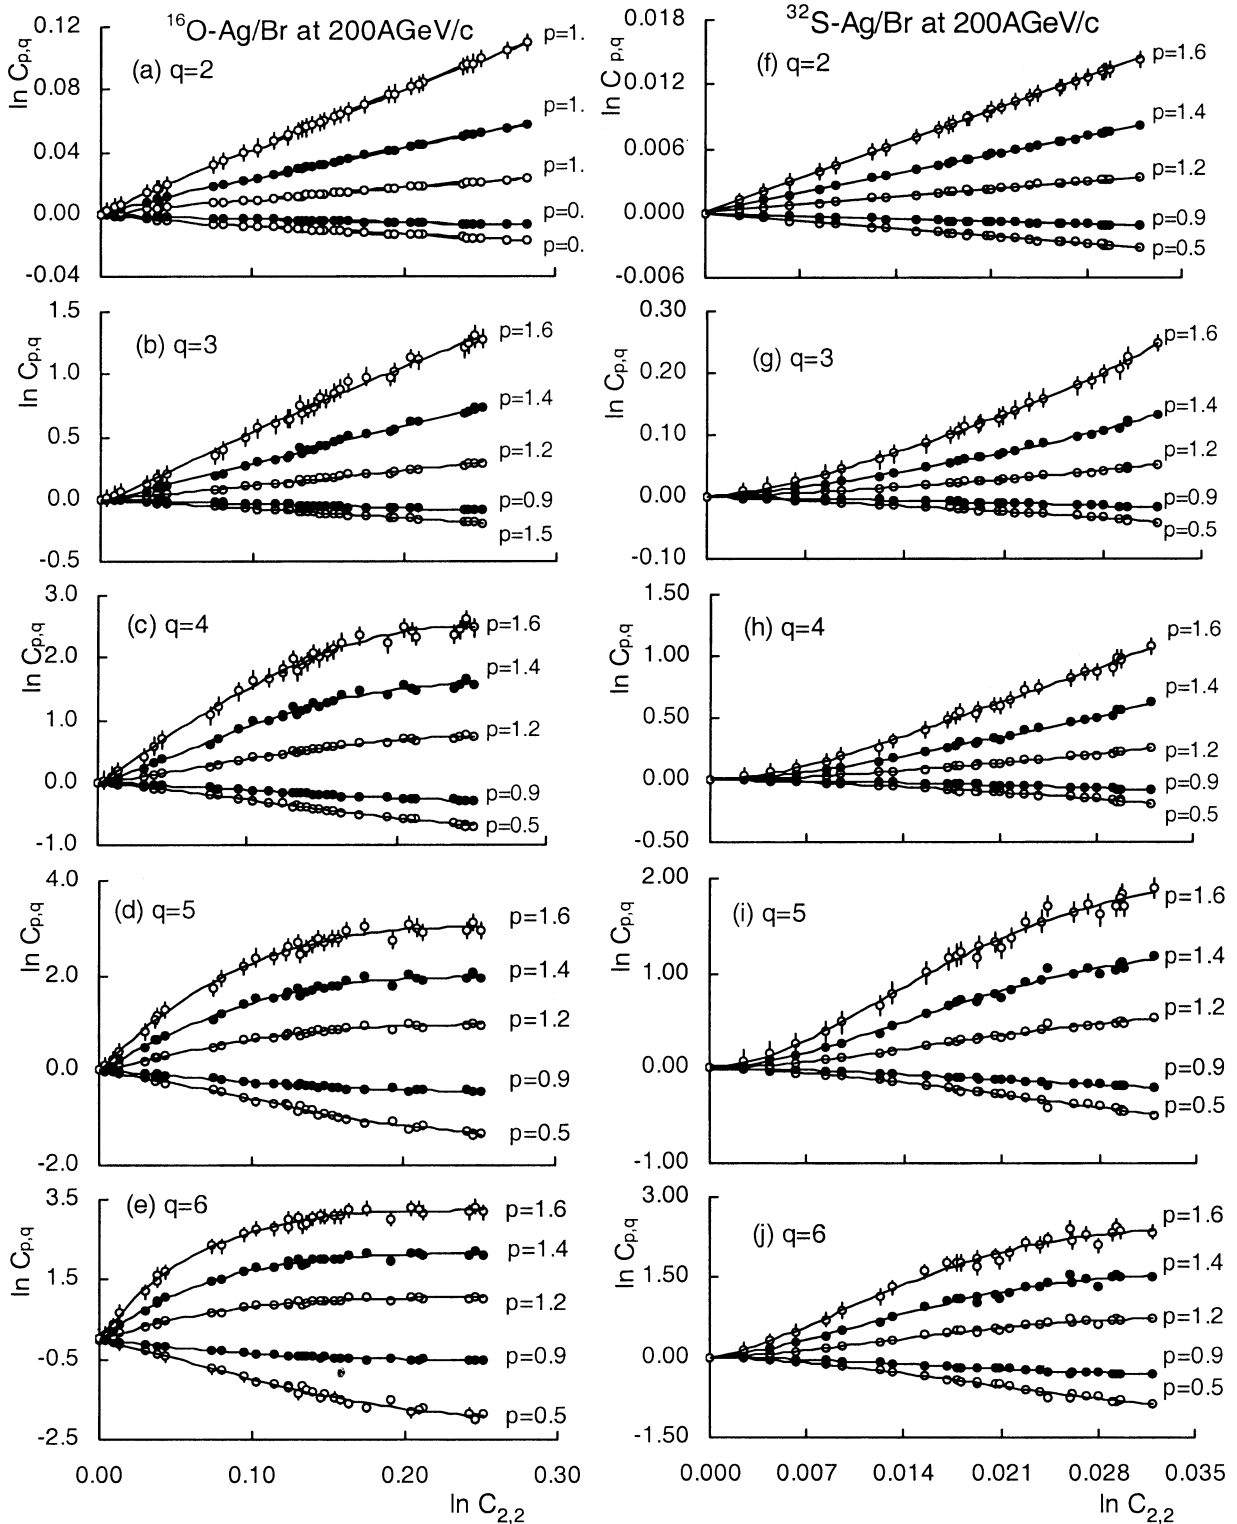 16O-Ag/Br at 200AGeV/c
ln Cp,q
0.12
0.08
0.04
0.00
-0.04
(a) q=2
p=1.
p=1.
p=1.
p=0.
p=0.
ln Cp,q
1.5
1.0
0.5
0.0
-0.5
(b) q=3
p=1.6
p=1.4
p=1.2
p=0.9
p=1.5
ln Cp,q
3.0
2.0
1.0
0.0
-1.0
(c) q=4
p=1.6
p=1.4
p=1.2
p=0.9
p=0.5
ln Cp,q
4.0
2.0
0.0
-2.0
(d) q=5
p=1.6
p=1.4
p=1.2
p=0.9
p=0.5
ln Cp,q
3.5
1.5
-0.5
-2.5
(e) q=6
p=1.6
p=1.4
p=1.2
p=0.9
p=0.5
0.00 0.10 0.20 0.30
ln C2,2
32S-Ag/Br at 200AGeV/c
ln C p,q
0.018
0.012
0.006
0.000
-0.006
(f) q=2
p=1.6
p=1.4
p=1.2
p=0.9
p=0.5
ln Cp,q
0.30
0.20
0.10
0.00
-0.10
(g) q=3
p=1.6
p=1.4
p=1.2
p=0.9
p=0.5
ln Cp,q
1.50
1.00
0.50
0.00
-0.50
(h) q=4
p=1.6
p=1.4
p=1.2
p=0.9
p=0.5
ln Cp,q
2.00
1.00
0.00
-1.00
(i) q=5
p=1.6
p=1.4
p=1.2
p=0.9
p=0.5
ln Cp,q
3.00
1.50
0.00
-1.50
(j) q=6
p=1.6
p=1.4
p=1.2
p=0.9
p=0.5
0.000 0.007 0.014 0.021 0.028 0.035
ln C2,2